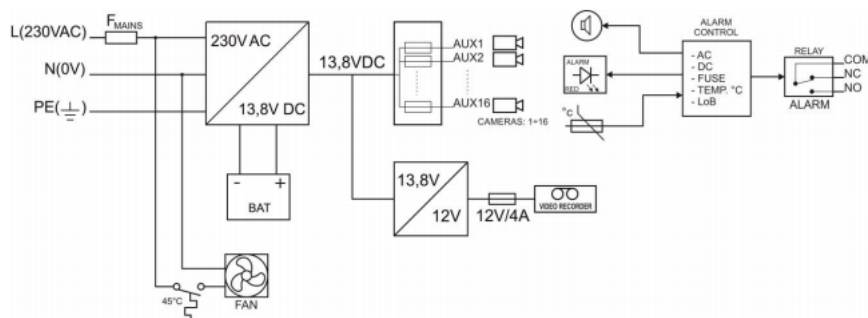 L(230VAC)
F MAINS
N(0V)
PE( )
230V AC
13,8V DC
- +
BAT
45°C
FAN
13,8VDC
AUX1
AUX2
AUX16
CAMERAS: 1÷16
13,8V
12V
12V/4A
VIDEO RECORDER
ALARM
RED
°C
ALARM
CONTROL
- AC
- DC
- FUSE
- TEMP. °C
- LoB
RELAY
COM
NC
NO
ALARM